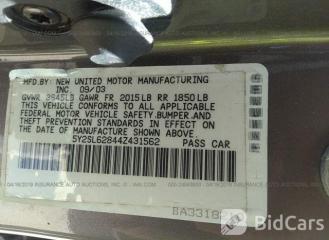 MFD BY: NEW UNITED MOTOR MANUFACTURING
INC. 09/03
GVWR 3845LB GAWR FR 2015LB RR 1850LB
THIS VEHICLE CONFORMS TO ALL APPLICABLE
FEDERAL MOTOR VEHICLE SAFETY, BUMPER, AND
THEFT PREVENTION STANDARDS IN EFFECT ON
THE DATE OF MANUFACTURE SHOWN ABOVE.
5Y2SL62844Z431562 PASS CAR
BidCars